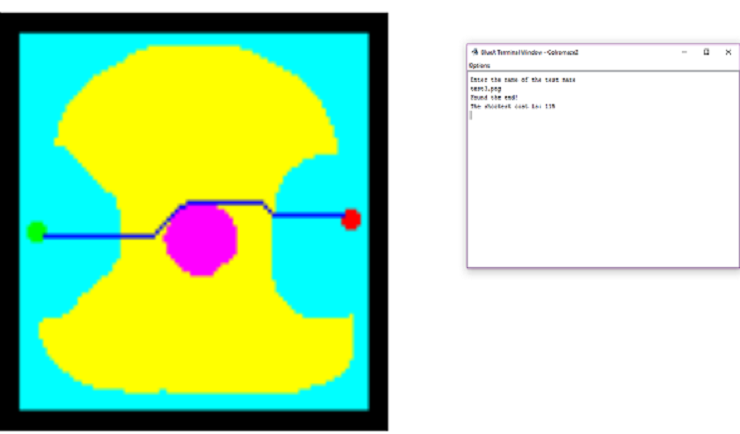 BlueJ: Terminal Window - Colormaze2
Options
Enter the name of the test maze
test3.png
Found the end!
The shortest cost is: 119